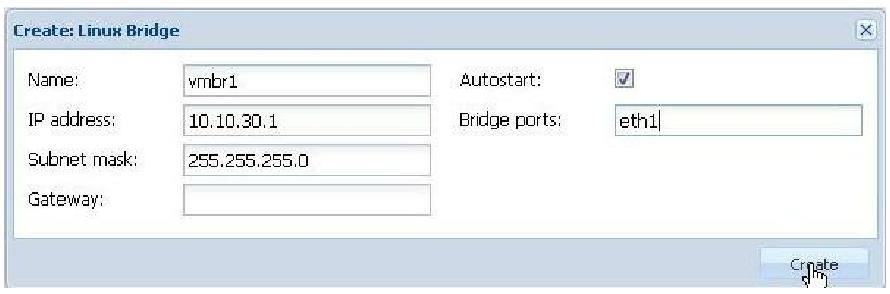 Create: Linux Bridge
Name: vmbr1 Autostart:
IP address: 10.10.30.1 Bridge ports: eth1
Subnet mask: 255.255.255.0
Gateway:
Create